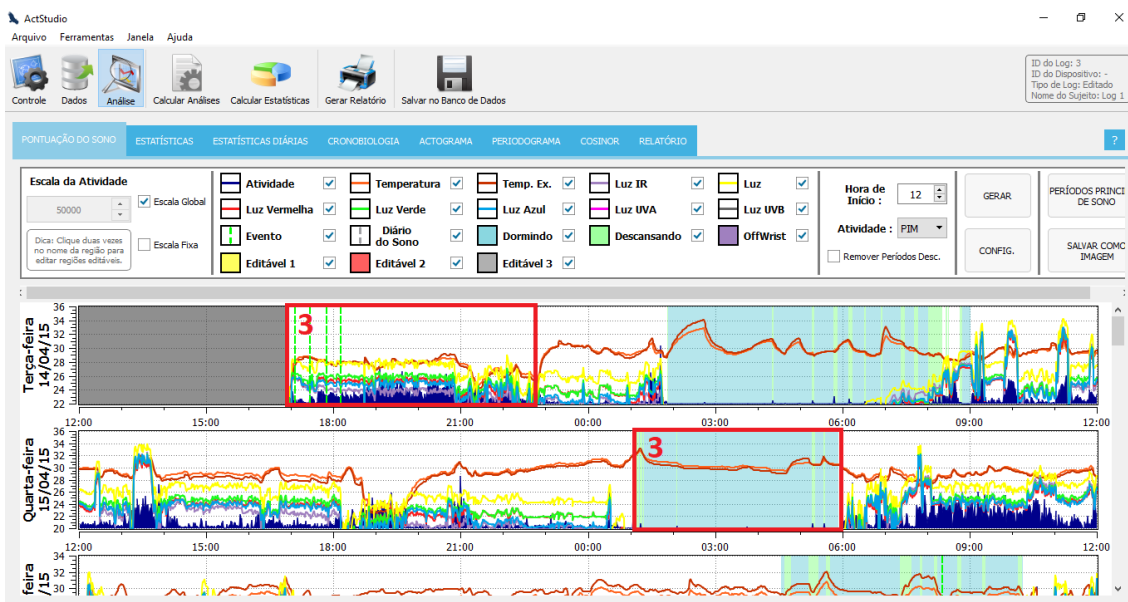 ActStudio
Arquivo Ferramentas Janela Ajuda
Controle Dados Análise Calcular Análises Calcular Estatísticas Gerar Relatório Salvar no Banco de Dados
ID do Log: 3
ID do Dispositivo: -
Tipo de Log: Editado
Nome do Sujeito: Log 1
PONTUAÇÃO DO SONO ESTATÍSTICAS ESTATÍSTICAS DIÁRIAS CRONOBIOLOGIA ACTOGRAMA PERIODOGRAMA COSINOR RELATÓRIO ?
Escala da Atividade
50000
Escala Global
Dica: Clique duas vezes
no nome da região para
editar regiões editáveis.
Escala Fixa
Atividade Temperatura Temp. Ex. Luz IR Luz
Luz Vermelha Luz Verde Luz Azul Luz UVA Luz UVB
Evento Diário do Sono Dormindo Descansando OffWrist
Editável 1 Editável 2 Editável 3
Hora de
Início : 12
Atividade : PIM
Remover Períodos Desc.
GERAR
CONFIG.
PERÍODOS PRINCI
DE SONO
SALVAR COMO
IMAGEM
Terça-feira
14/04/15
36
34
32
30
28
26
24
22
3
12:00 15:00 18:00 21:00 00:00 03:00 06:00 09:00 12:00
Quarta-feira
15/04/15
36
34
32
30
28
26
24
22
20
3
12:00 15:00 18:00 21:00 00:00 03:00 06:00 09:00 12:00
feira
/15
34
32
30